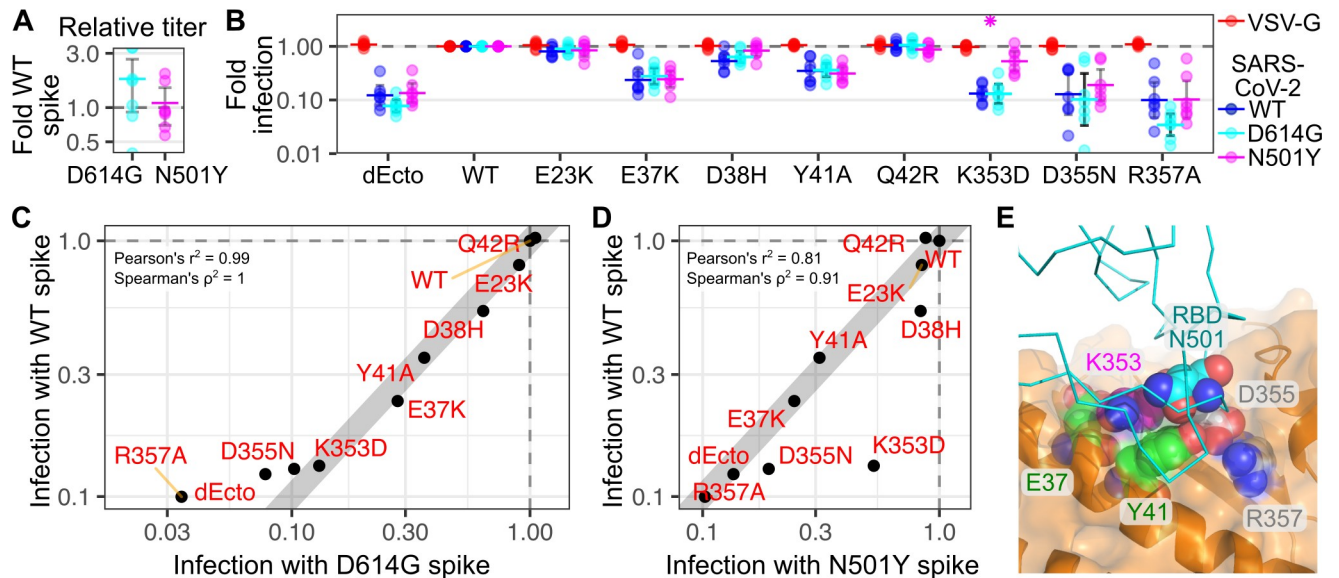 A
Relative titer
Fold WT
spike
3.0
1.0
0.5
D614G N501Y
B
Fold
infection
1.00
0.10
0.01
*
dEcto WT E23K E37K D38H Y41A Q42R K353D D355N R357A
VSV-G
SARS-
CoV-2
WT
D614G
N501Y
C
Infection with WT spike
1.0
0.3
0.1
Pearson's r² = 0.99
Spearman's ρ² = 1
Q42R
WT
E23K
D38H
Y41A
E37K
R357A
D355N
K353D
dEcto
0.03 0.10 0.30 1.00
Infection with D614G spike
D
Infection with WT spike
1.0
0.3
0.1
Pearson's r² = 0.81
Spearman's ρ² = 0.91
Q42R
WT
E23K
D38H
Y41A
E37K
K353D
dEcto
D355N
R357A
0.1 0.3 1.0
Infection with N501Y spike
E
RBD
N501
K353
D355
E37
Y41
R357